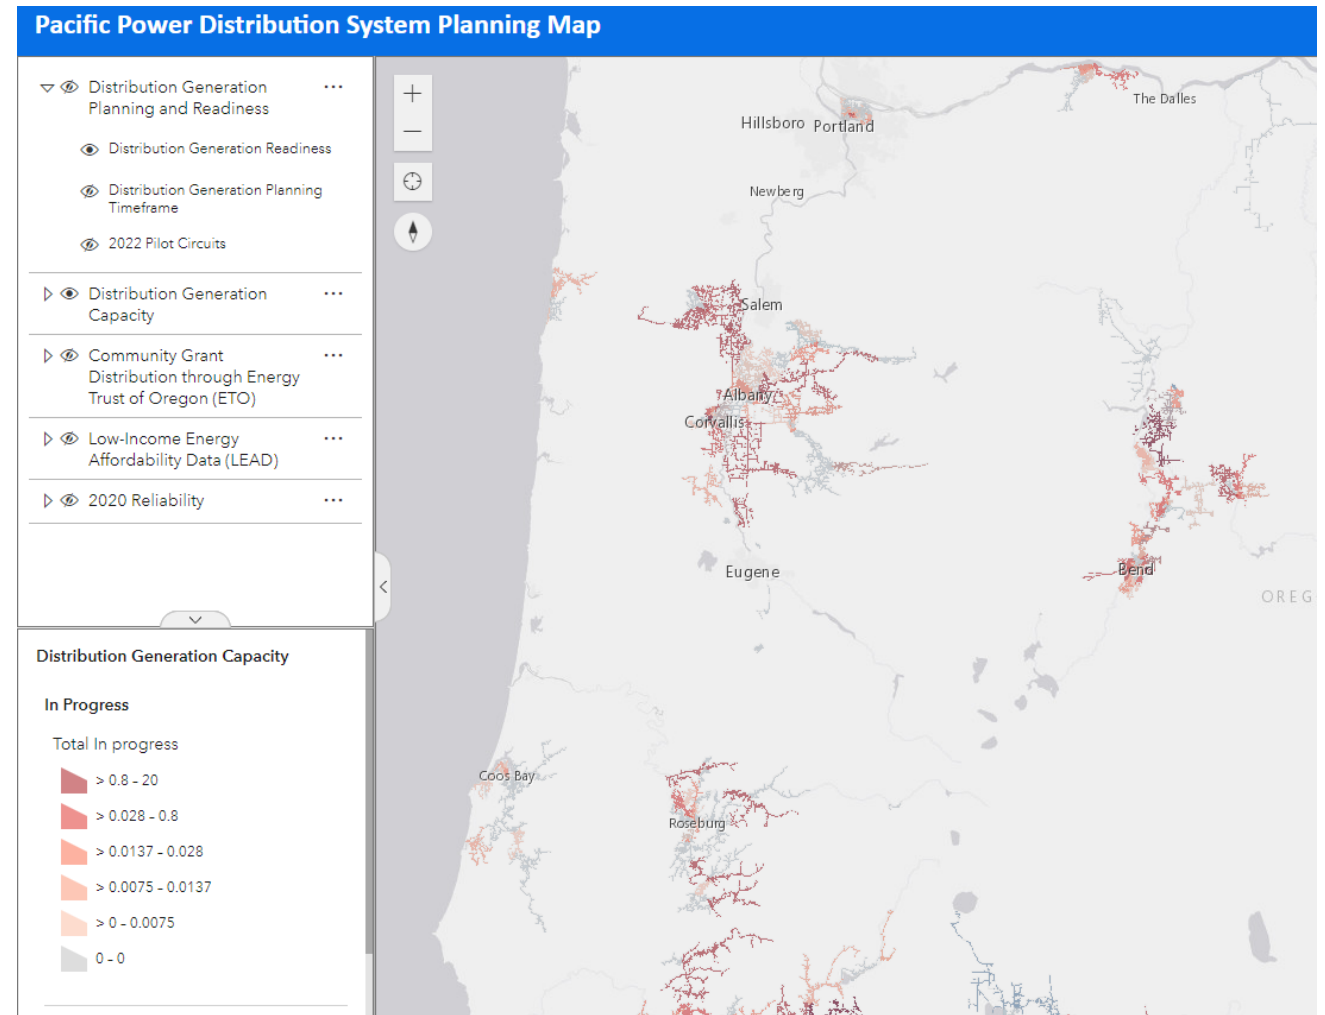 Pacific Power Distribution System Planning Map
Distribution Generation
Planning and Readiness
Distribution Generation Readiness
Distribution Generation Planning
Timeframe
2022 Pilot Circuits
Distribution Generation
Capacity
Community Grant
Distribution through Energy
Trust of Oregon (ETO)
Low-Income Energy
Affordability Data (LEAD)
2020 Reliability
Distribution Generation Capacity
In Progress
Total In progress
> 0.8 - 20
> 0.028 - 0.8
> 0.0137 - 0.028
> 0.0075 - 0.0137
> 0 - 0.0075
0 - 0
The Dalles
Hillsboro
Portland
Newberg
Salem
Albany
Corvallis
Eugene
Bend
OREG
Coos Bay
Roseburg